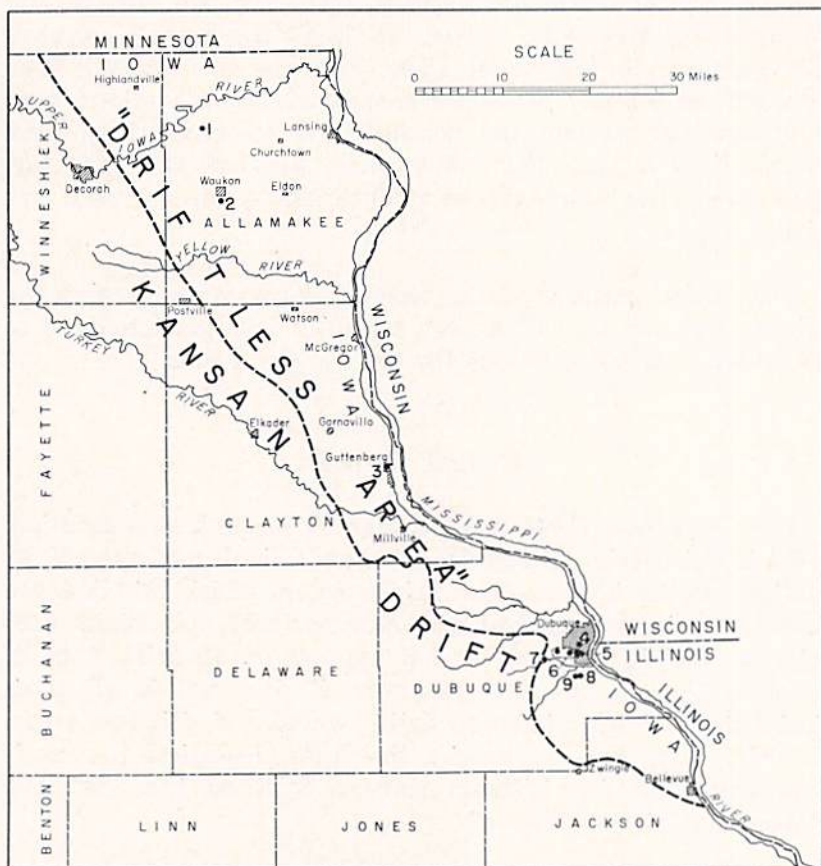 MINNESOTA
IOWA
SCALE
0 10 20 30 Miles
Highlandville
UPPER IOWA RIVER
1
Lansing
Churchtown
Decorah
Waukon
2
Eldon
ALLAMAKEE
WINNESHIEK
YELLOW RIVER
"DRIFTLESS AREA"
KANSAN DRIFT
Postville
Watson
TURKEY RIVER
McGregor
IOWA
WISCONSIN
FAYETTE
Elkader
Garnavillo
Guttenberg
3
CLAYTON
Millville
MISSISSIPPI RIVER
BUCHANAN
DELAWARE
DUBUQUE
Dubuque
4
5
6
7
8
9
WISCONSIN
ILLINOIS
IOWA
ILLINOIS
Zwingle
Bellevue
BENTON
LINN
JONES
JACKSON